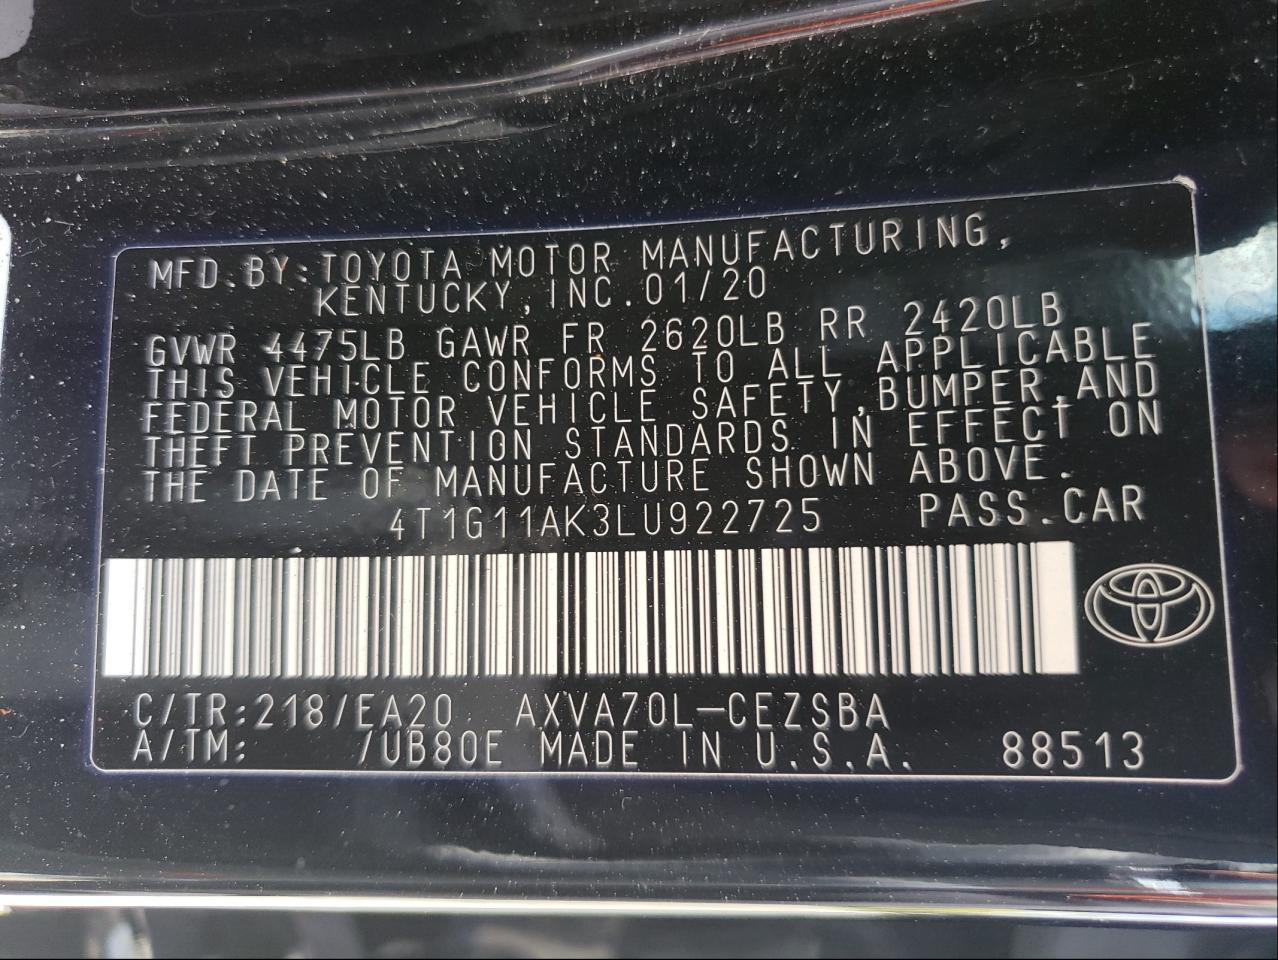 MFD.BY:TOYOTA MOTOR MANUFACTURING,
KENTUCKY,INC.01/20
GVWR 4475LB GAWR FR 2620LB RR 2420LB
THIS VEHICLE CONFORMS TO ALL APPLICABLE
FEDERAL MOTOR VEHICLE SAFETY,BUMPER,AND
THEFT PREVENTION STANDARDS IN EFFECT ON
THE DATE OF MANUFACTURE SHOWN ABOVE.
4T1G11AK3LU922725 PASS.CAR
C/TR:218/EA20 AXVA70L-CEZSBA
A/TM: /UB80E MADE IN U.S.A. 88513